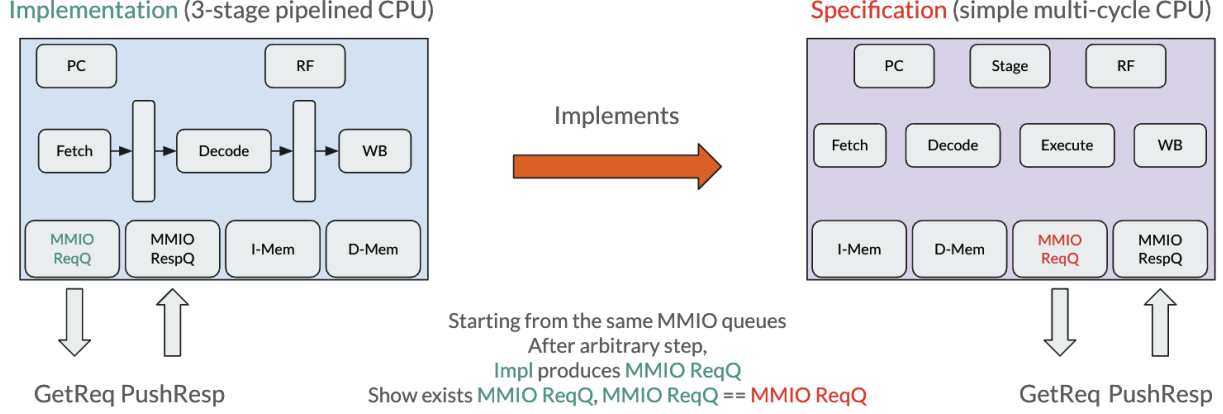 Implementation (3-stage pipelined CPU)
PC
RF
Fetch
Decode
WB
MMIO
ReqQ
MMIO
RespQ
I-Mem
D-Mem
GetReq PushResp
Implements
Starting from the same MMIO queues
After arbitrary step,
Impl produces MMIO ReqQ
Show exists MMIO ReqQ, MMIO ReqQ == MMIO ReqQ
Specification (simple multi-cycle CPU)
PC
Stage
RF
Fetch
Decode
Execute
WB
I-Mem
D-Mem
MMIO
ReqQ
MMIO
RespQ
GetReq PushResp